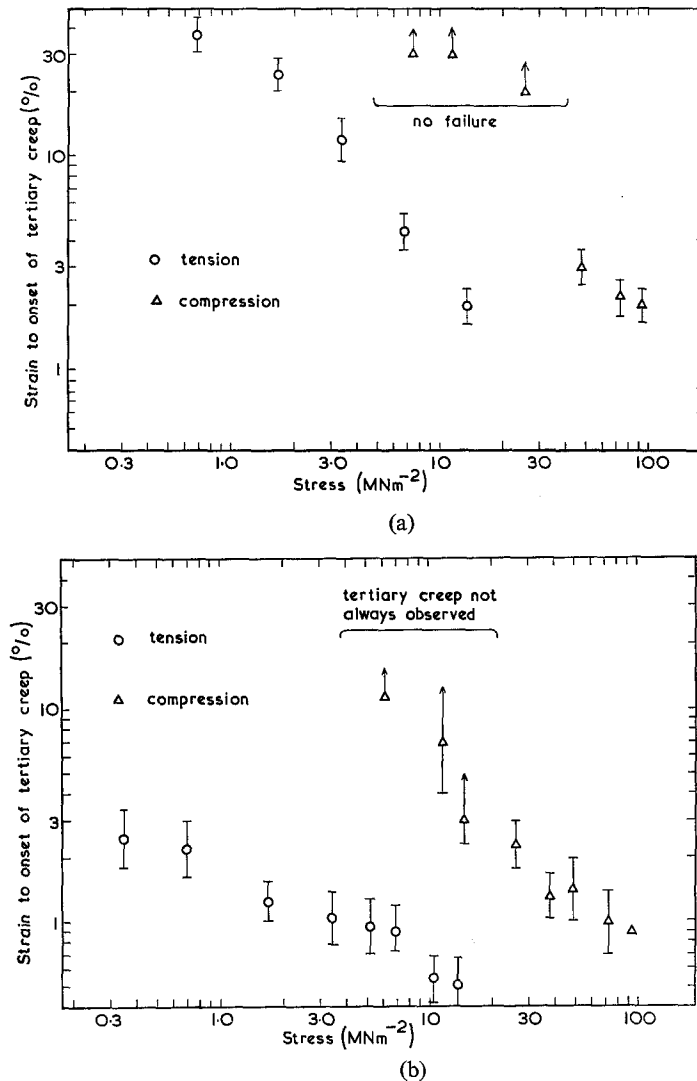 Strain to onset of tertiary creep (%)
30
10
3
1
no failure
tension
compression
0·3
1·0
3·0
10
30
100
Stress (MNm⁻²)
(a)
Strain to onset of tertiary creep (%)
30
10
3
1
tertiary creep not
always observed
tension
compression
0·3
1·0
3·0
10
30
100
Stress (MNm⁻²)
(b)